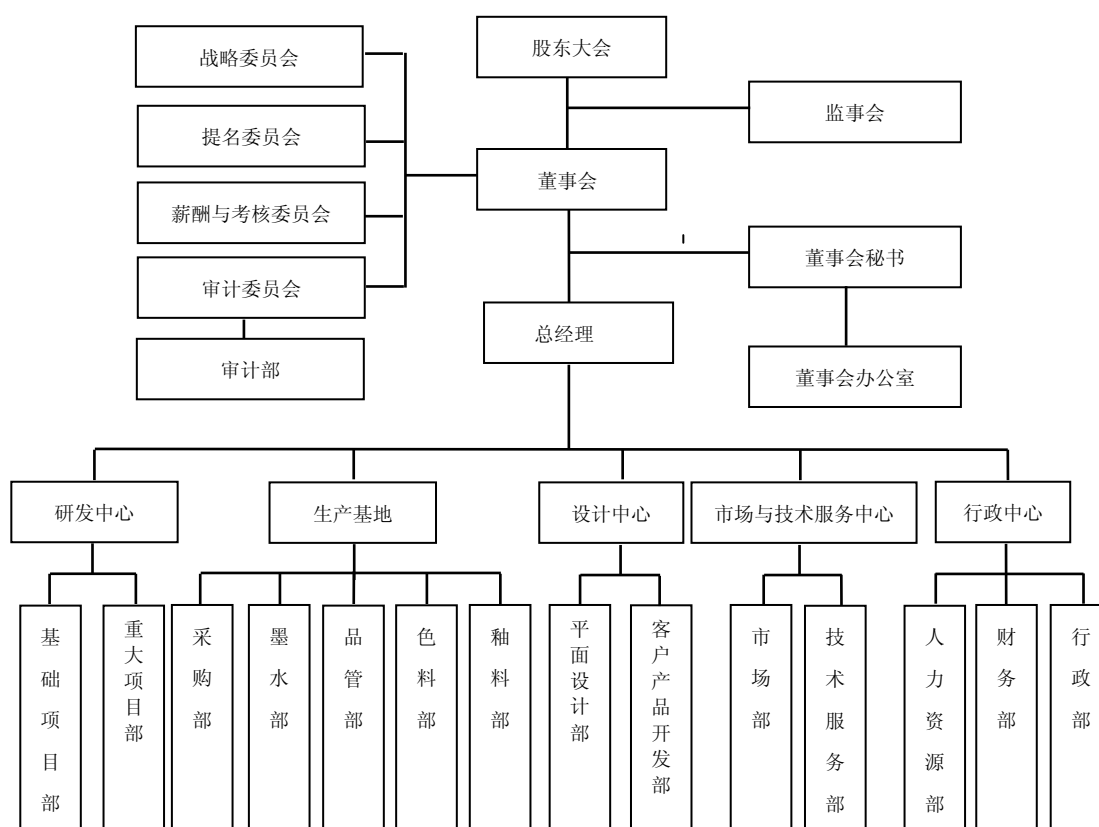 股东大会
战略委员会
监事会
提名委员会
董事会
薪酬与考核委员会
董事会秘书
审计委员会
总经理
审计部
董事会办公室
研发中心
生产基地
设计中心
市场与技术服务中心
行政中心
基础项目部
重大项目部
采购部
墨水部
品管部
色料部
釉料部
平面设计部
客户产品开发部
市场部
技术服务部
人力资源部
财务部
行政部